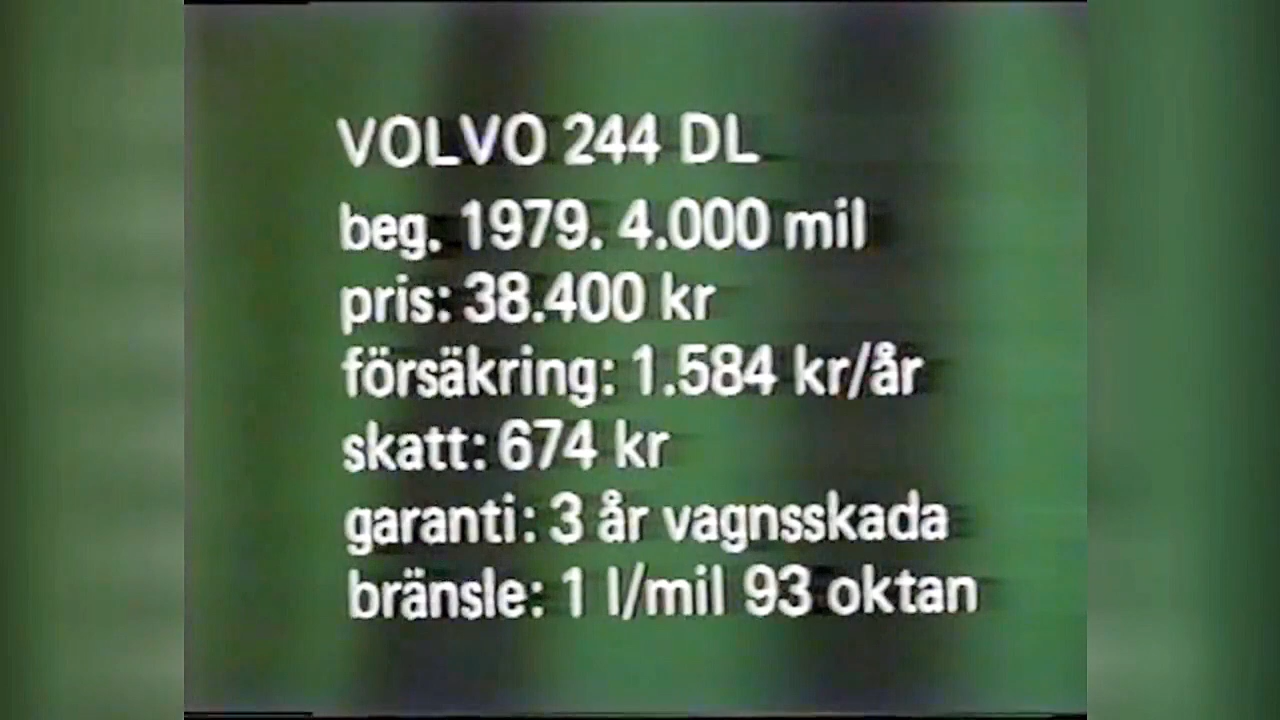 VOLVO 244 DL
beg. 1979. 4.000 mil
pris: 38.400 kr
försäkring: 1.584 kr/år
skatt: 674 kr
garanti: 3 år vagnsskada
bränsle: 1 l/mil 93 oktan